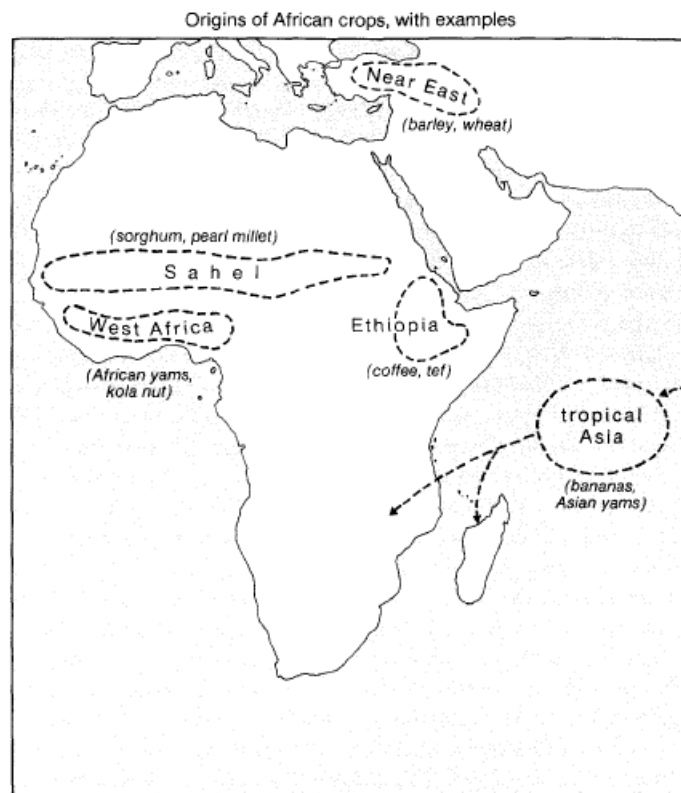 Origins of African crops, with examples
Near East
(barley, wheat)
(sorghum, pearl millet)
Sahel
West Africa
Ethiopia
(African yams,
kola nut)
(coffee, tef)
tropical
Asia
(bananas,
Asian yams)